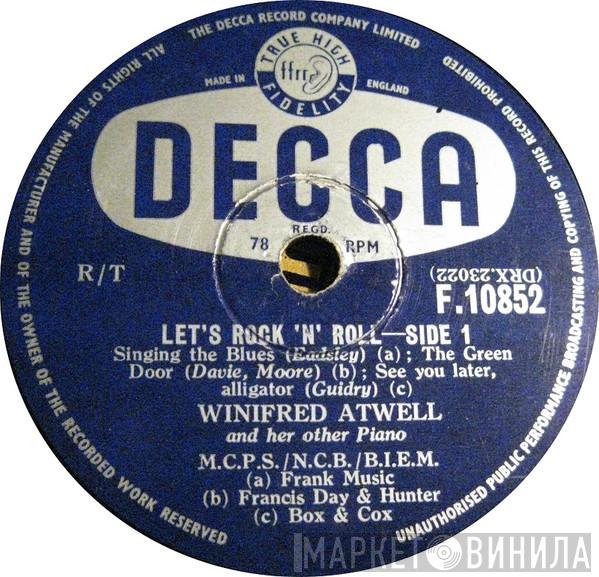 ALL RIGHTS OF THE MANUFACTURER AND OF THE OWNER OF THE RECORDED WORK RESERVED
THE DECCA RECORD COMPANY LIMITED
UNAUTHORISED PUBLIC PERFORMANCE BROADCASTING AND COPYING OF THIS RECORD PROHIBITED
TRUE HIGH
ffrr
FIDELITY
MADE IN
ENGLAND
DECCA
REGD.
78 RPM
R/T
(DRX.23022)
F.10852
LET'S ROCK 'N' ROLL—SIDE 1
Singing the Blues (Eadsley) (a) ; The Green
Door (Davie, Moore) (b) ; See you later,
alligator (Guidry) (c)
WINIFRED ATWELL
and her other Piano
M.C.P.S./N.C.B./B.I.E.M.
(a) Frank Music
(b) Francis Day & Hunter
(c) Box & Cox
МАРКЕТ ВИНИЛА